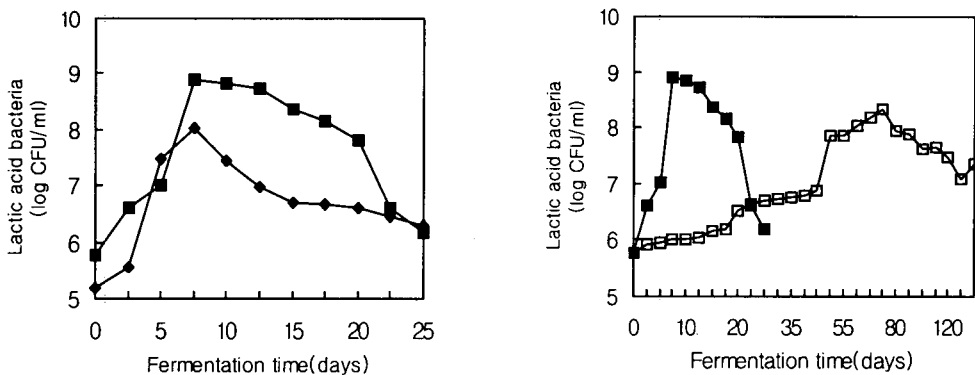 Lactic acid bacteria
(log CFU/ml)
10
9
8
7
6
5
0 5 10 15 20 25
Fermentation time(days)
Lactic acid bacteria
(log CFU/ml)
10
9
8
7
6
5
0 10 20 35 55 80 120
Fermentation time(days)